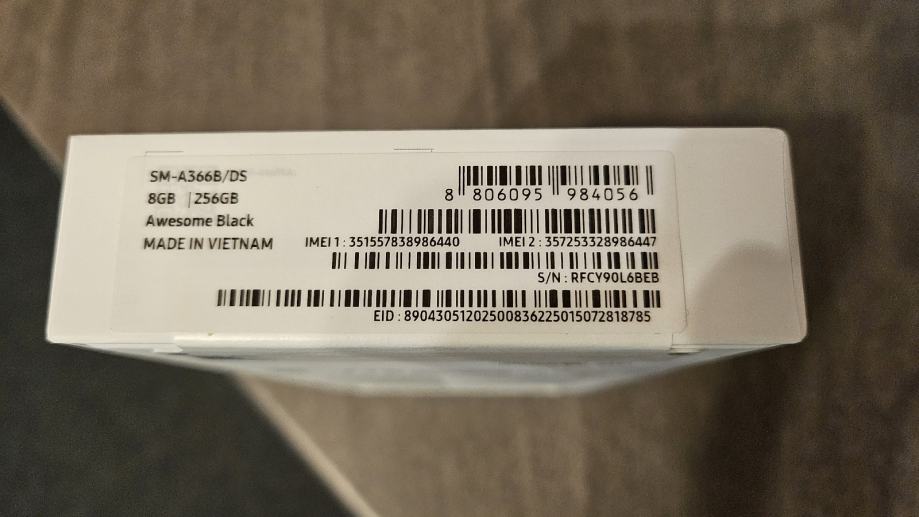 SM-A366B/DS
8GB | 256GB
Awesome Black
MADE IN VIETNAM
8 806095 984056
IMEI 1 : 351557838986440 IMEI 2 : 357253328986447
S/N : RFCY90L6BEB
EID : 89043051202500836225015072818785